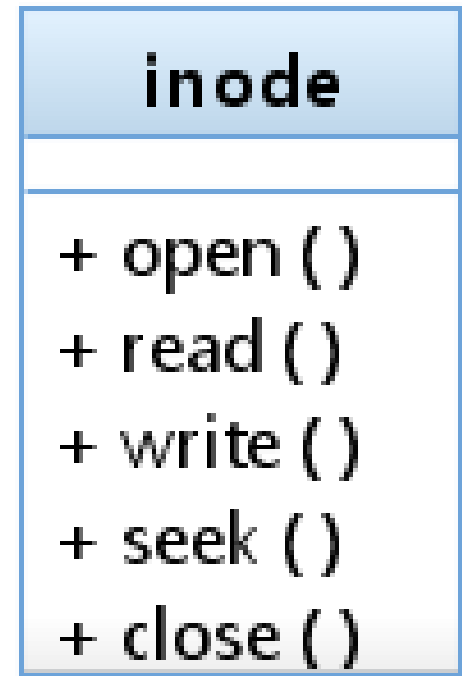 inode
+ open ( )
+ read ( )
+ write ( )
+ seek ( )
+ close ( )